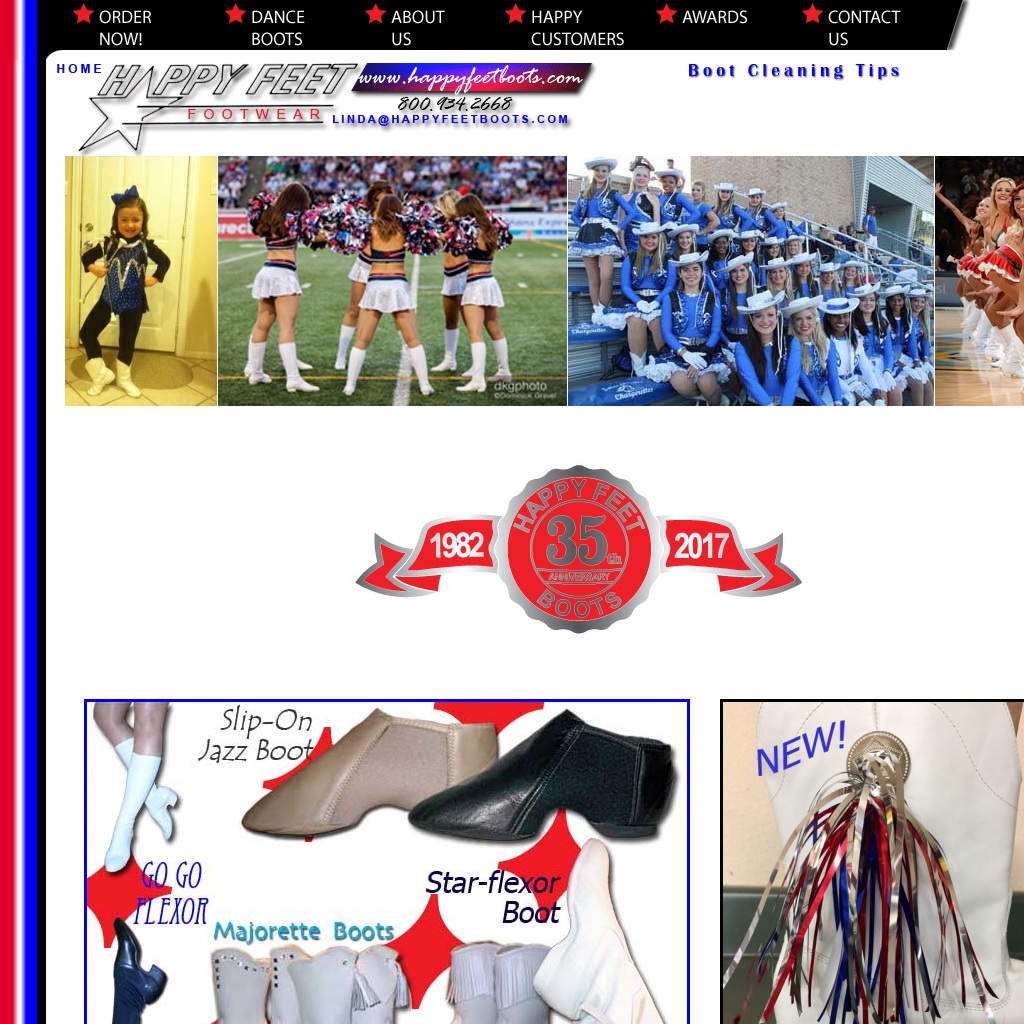 ORDER NOW!
DANCE BOOTS
ABOUT US
HAPPY CUSTOMERS
AWARDS
CONTACT US
HOME
HAPPY FEET
FOOTWEAR
www.happyfeetboots.com
800.934.2668
LINDA@HAPPYFEETBOOTS.COM
Boot Cleaning Tips
dkgphoto
HAPPY FEET
1982
35th
2017
ANNIVERSARY
BOOTS
Slip-On
Jazz Boot
NEW!
GO GO
FLEXOR
Star-flexor
Boot
Majorette Boots